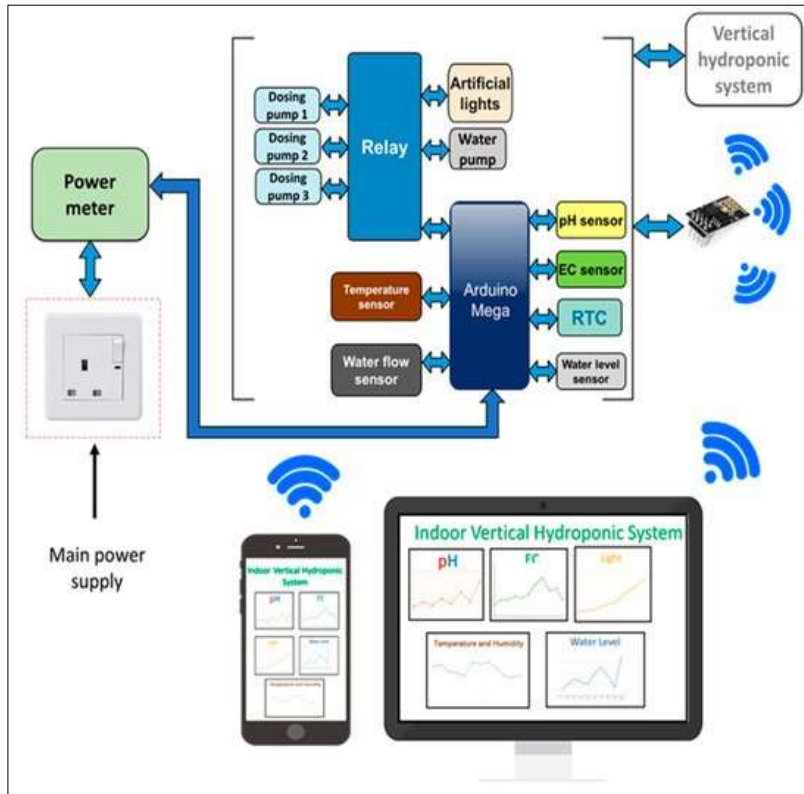 Vertical
hydroponic
system
Dosing
pump 1
Dosing
pump 2
Dosing
pump 3
Relay
Artificial
lights
Water
pump
Power
meter
pH sensor
EC sensor
RTC
Water level
sensor
Arduino
Mega
Temperature
sensor
Water flow
sensor
Main power
supply
Indoor Vertical Hydroponic
System
pH
EC
Light
Water Level
Temperature and Humidity
Indoor Vertical Hydroponic System
pH
EC
Light
Temperature and Humidity
Water Level